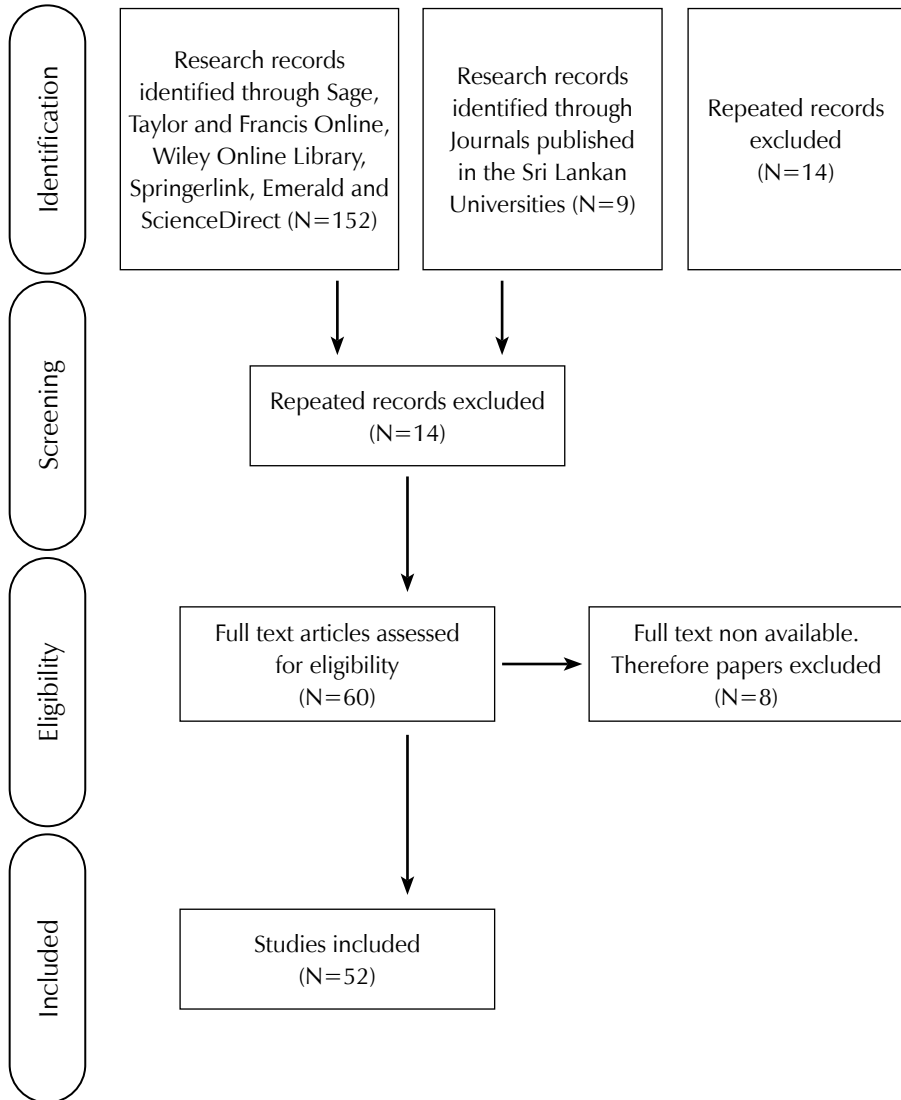 Identification
Research records
identified through Sage,
Taylor and Francis Online,
Wiley Online Library,
Springerlink, Emerald and
ScienceDirect (N=152)
Research records
identified through
Journals published
in the Sri Lankan
Universities (N=9)
Repeated records
excluded
(N=14)
Screening
Repeated records excluded
(N=14)
Eligibility
Full text articles assessed
for eligibility
(N=60)
Full text non available.
Therefore papers excluded
(N=8)
Included
Studies included
(N=52)